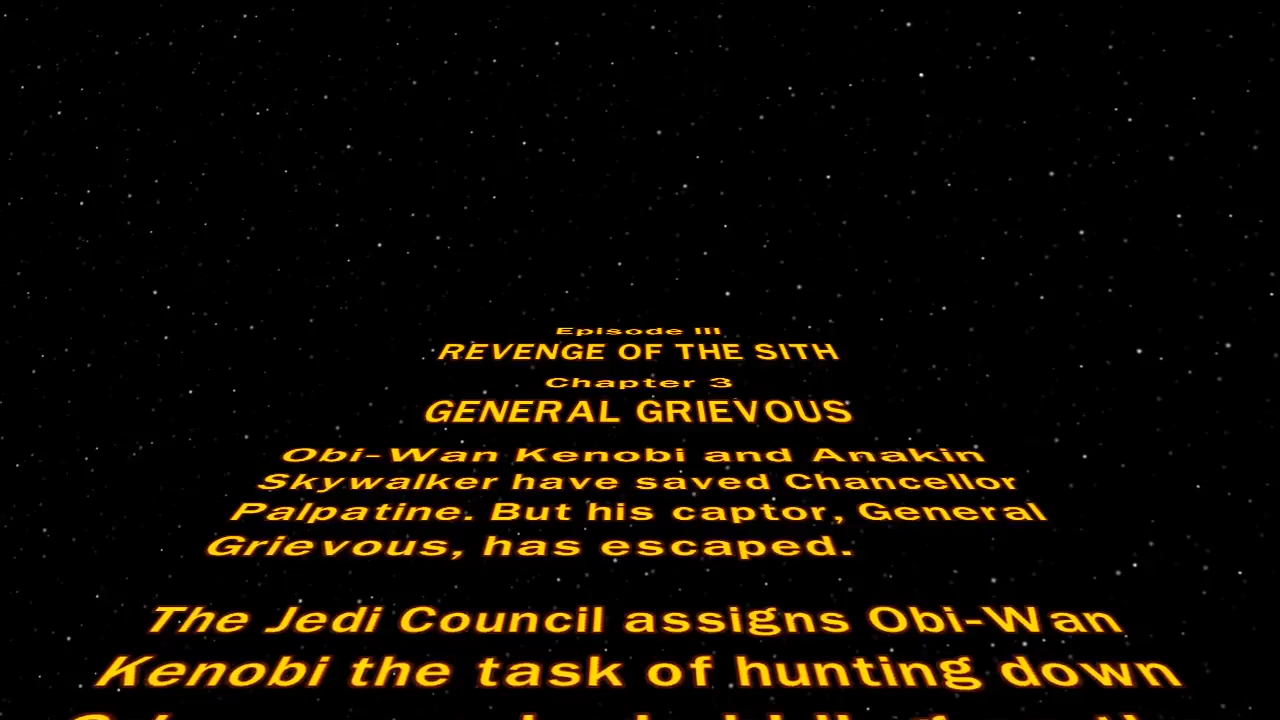 Episode III
REVENGE OF THE SITH
Chapter 3
GENERAL GRIEVOUS
Obi-Wan Kenobi and Anakin
Skywalker have saved Chancellor
Palpatine. But his captor, General
Grievous, has escaped.
The Jedi Council assigns Obi-Wan
Kenobi the task of hunting down